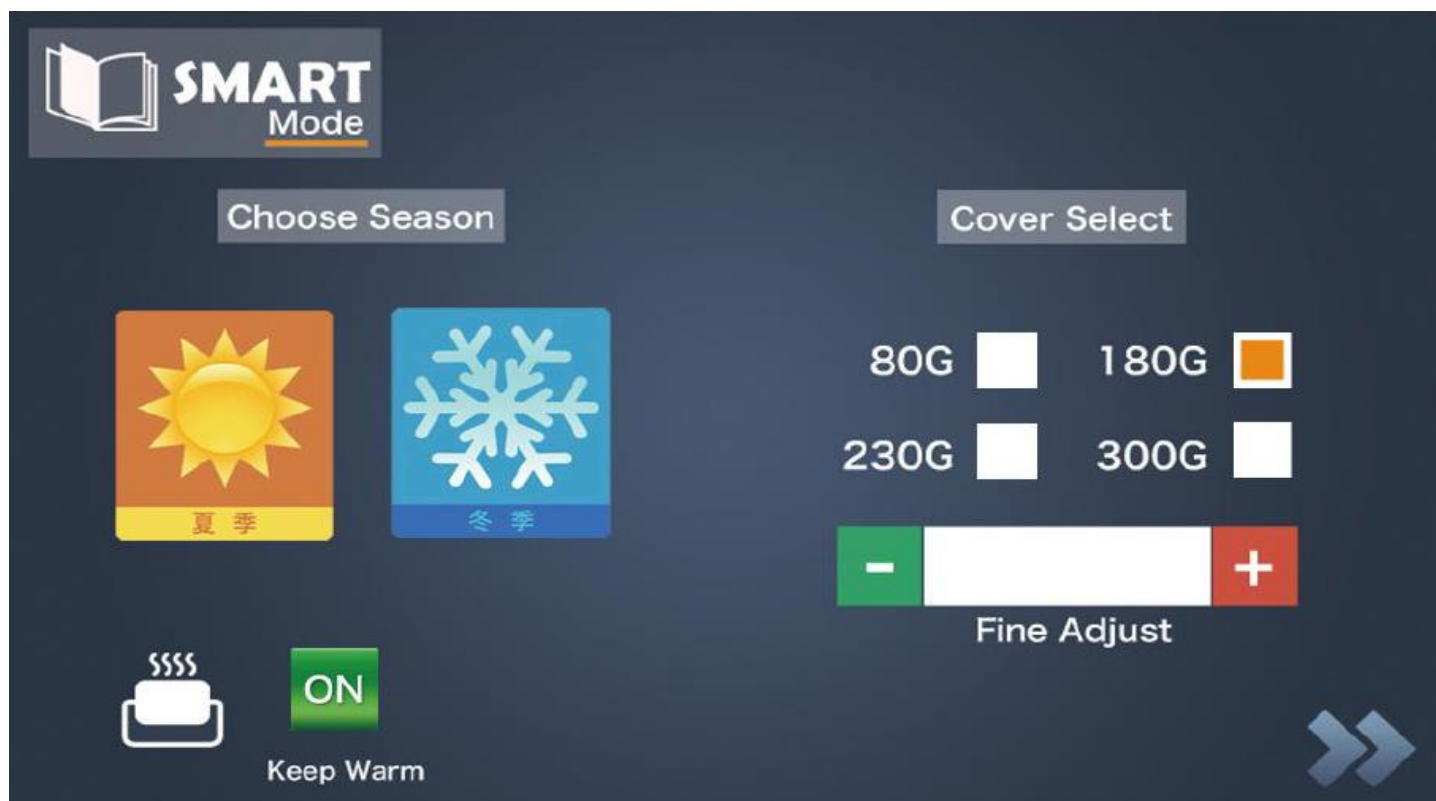 SMART
Mode
Choose Season
Cover Select
夏季
冬季
80G
180G
230G
300G
-
+
Fine Adjust
ON
Keep Warm